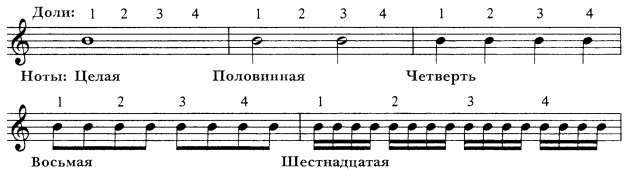 Доли: 1 2 3 4 1 2 3 4 1 2 3 4
Ноты: Целая Половинная Четверть
1 2 3 4 1 2 3 4
Восьмая Шестнадцатая